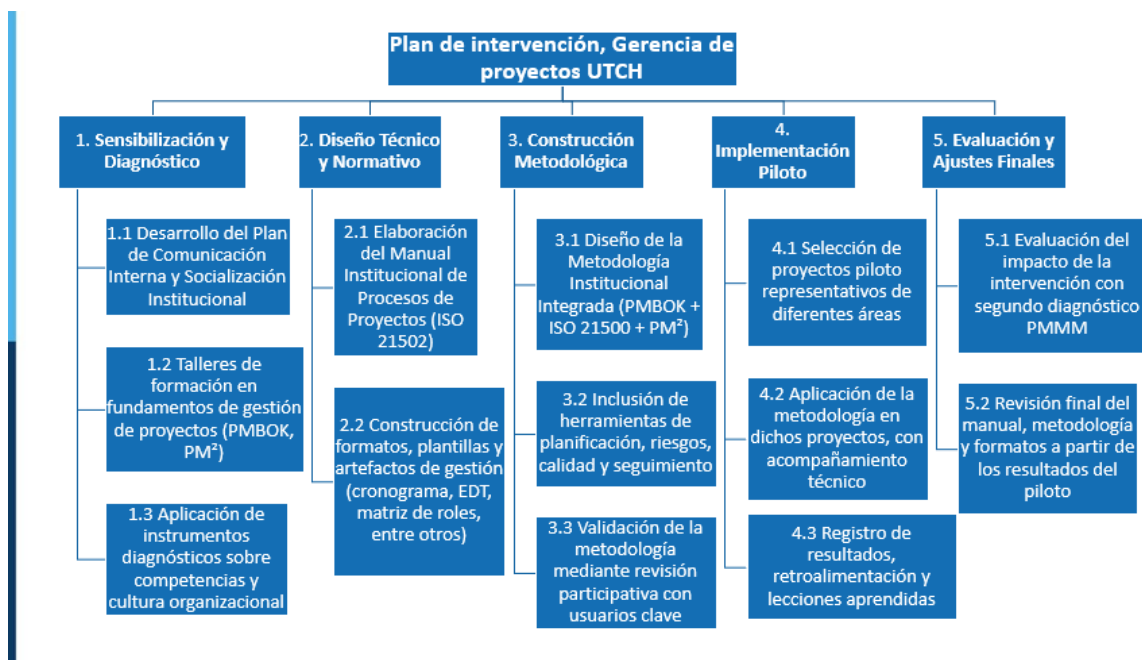 Plan de intervención, Gerencia de
proyectos UTCH
1. Sensibilización y
Diagnóstico
1.1 Desarrollo del Plan
de Comunicación
Interna y Socialización
Institucional
1.2 Talleres de
formación en
fundamentos de gestión
de proyectos (PMBOK,
PM²)
1.3 Aplicación de
instrumentos
diagnósticos sobre
competencias y
cultura organizacional
2. Diseño Técnico
y Normativo
2.1 Elaboración
del Manual
Institucional de
Procesos de
Proyectos (ISO
21502)
2.2 Construcción de
formatos, plantillas y
artefactos de gestión
(cronograma, EDT,
matriz de roles,
entre otros)
3. Construcción
Metodológica
3.1 Diseño de la
Metodología
Institucional
Integrada (PMBOK +
ISO 21500 + PM²)
3.2 Inclusión de
herramientas de
planificación, riesgos,
calidad y seguimiento
3.3 Validación de la
metodología
mediante revisión
participativa con
usuarios clave
4.
Implementación
Piloto
4.1 Selección de
proyectos piloto
representativos de
diferentes áreas
4.2 Aplicación de la
metodología en
dichos proyectos, con
acompañamiento
técnico
4.3 Registro de
resultados,
retroalimentación y
lecciones aprendidas
5. Evaluación y
Ajustes Finales
5.1 Evaluación del
impacto de la
intervención con
segundo diagnóstico
PMMM
5.2 Revisión final del
manual, metodología
y formatos a partir de
los resultados del
piloto